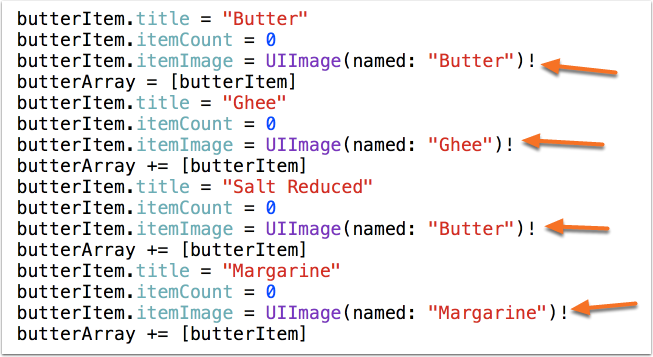 butterItem.title = "Butter"
butterItem.itemCount = 0
butterItem.itemImage = UIImage(named: "Butter")!
butterArray = [butterItem]
butterItem.title = "Ghee"
butterItem.itemCount = 0
butterItem.itemImage = UIImage(named: "Ghee")!
butterArray += [butterItem]
butterItem.title = "Salt Reduced"
butterItem.itemCount = 0
butterItem.itemImage = UIImage(named: "Butter")!
butterArray += [butterItem]
butterItem.title = "Margarine"
butterItem.itemCount = 0
butterItem.itemImage = UIImage(named: "Margarine")!
butterArray += [butterItem]